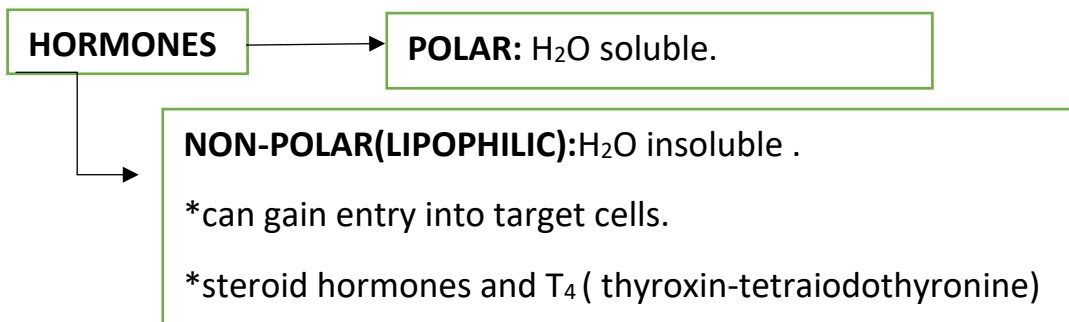 HORMONES
POLAR: H₂O soluble.
NON-POLAR(LIPOPHILIC):H₂O insoluble .
*can gain entry into target cells.
*steroid hormones and T₄ ( thyroxin-tetraiodothyronine)